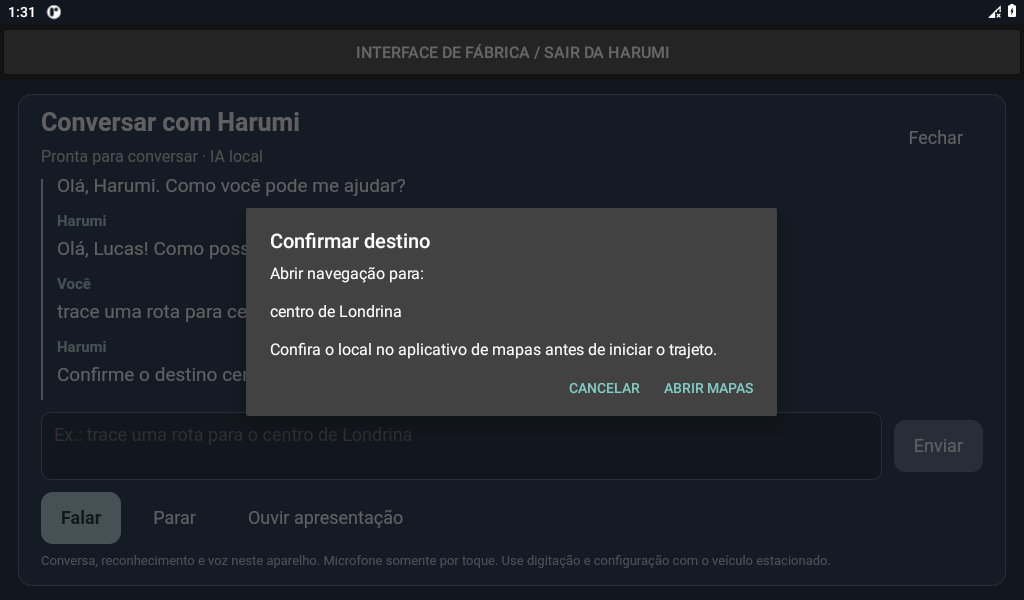 1:31
INTERFACE DE FÁBRICA / SAIR DA HARUMI
Conversar com Harumi
Fechar
Pronta para conversar · IA local
Olá, Harumi. Como você pode me ajudar?
Harumi
Olá, Lucas! Como poss
Você
trace uma rota para ce
Harumi
Confirme o destino cen
Confirmar destino
Abrir navegação para:
centro de Londrina
Confira o local no aplicativo de mapas antes de iniciar o trajeto.
CANCELAR ABRIR MAPAS
Ex.: trace uma rota para o centro de Londrina
Enviar
Falar Parar Ouvir apresentação
Conversa, reconhecimento e voz neste aparelho. Microfone somente por toque. Use digitação e configuração com o veículo estacionado.